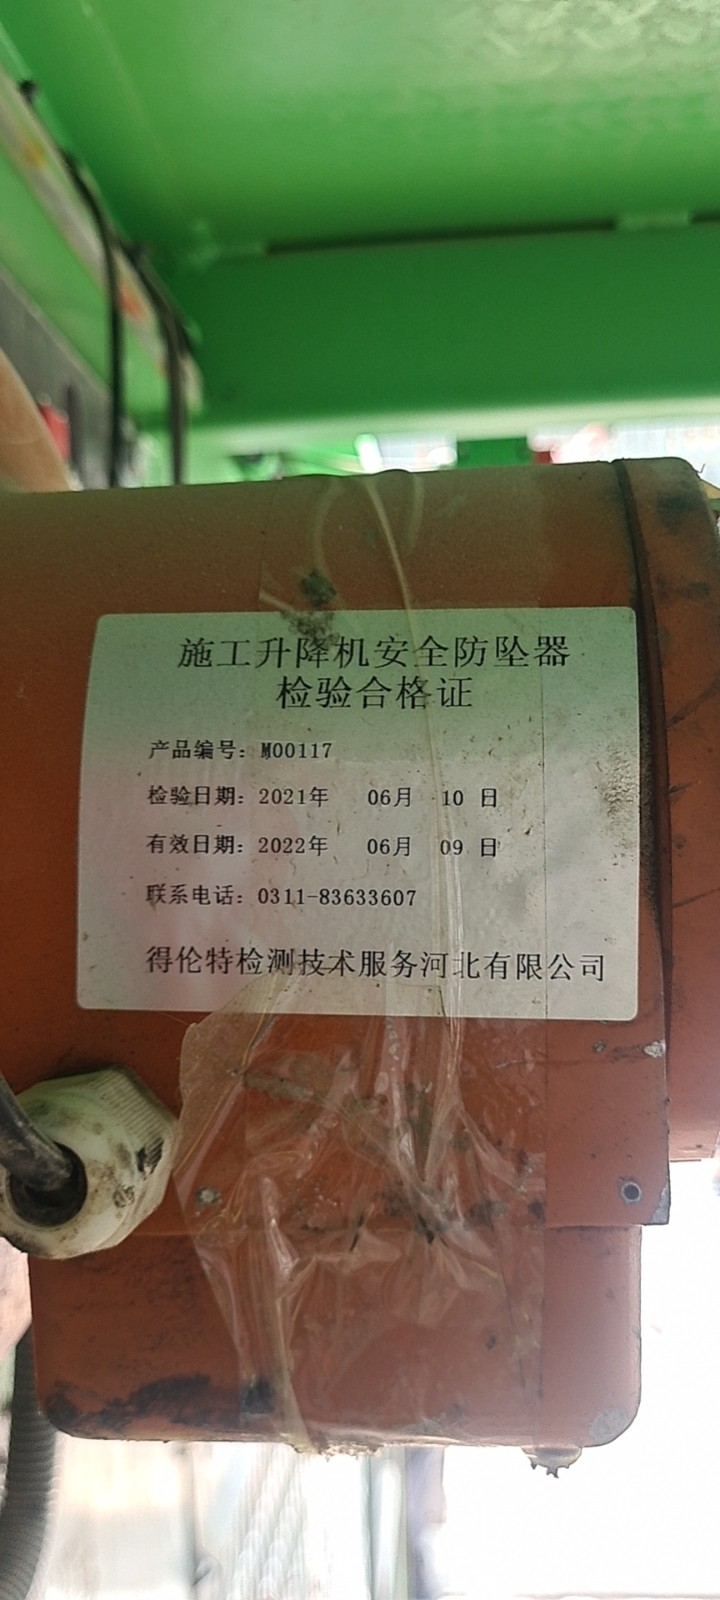 施工升降机安全防坠器
检验合格证
产品编号：M00117
检验日期：2021年 06月 10 日
有效日期：2022年 06月 09 日
联系电话：0311-83633607
得伦特检测技术服务河北有限公司